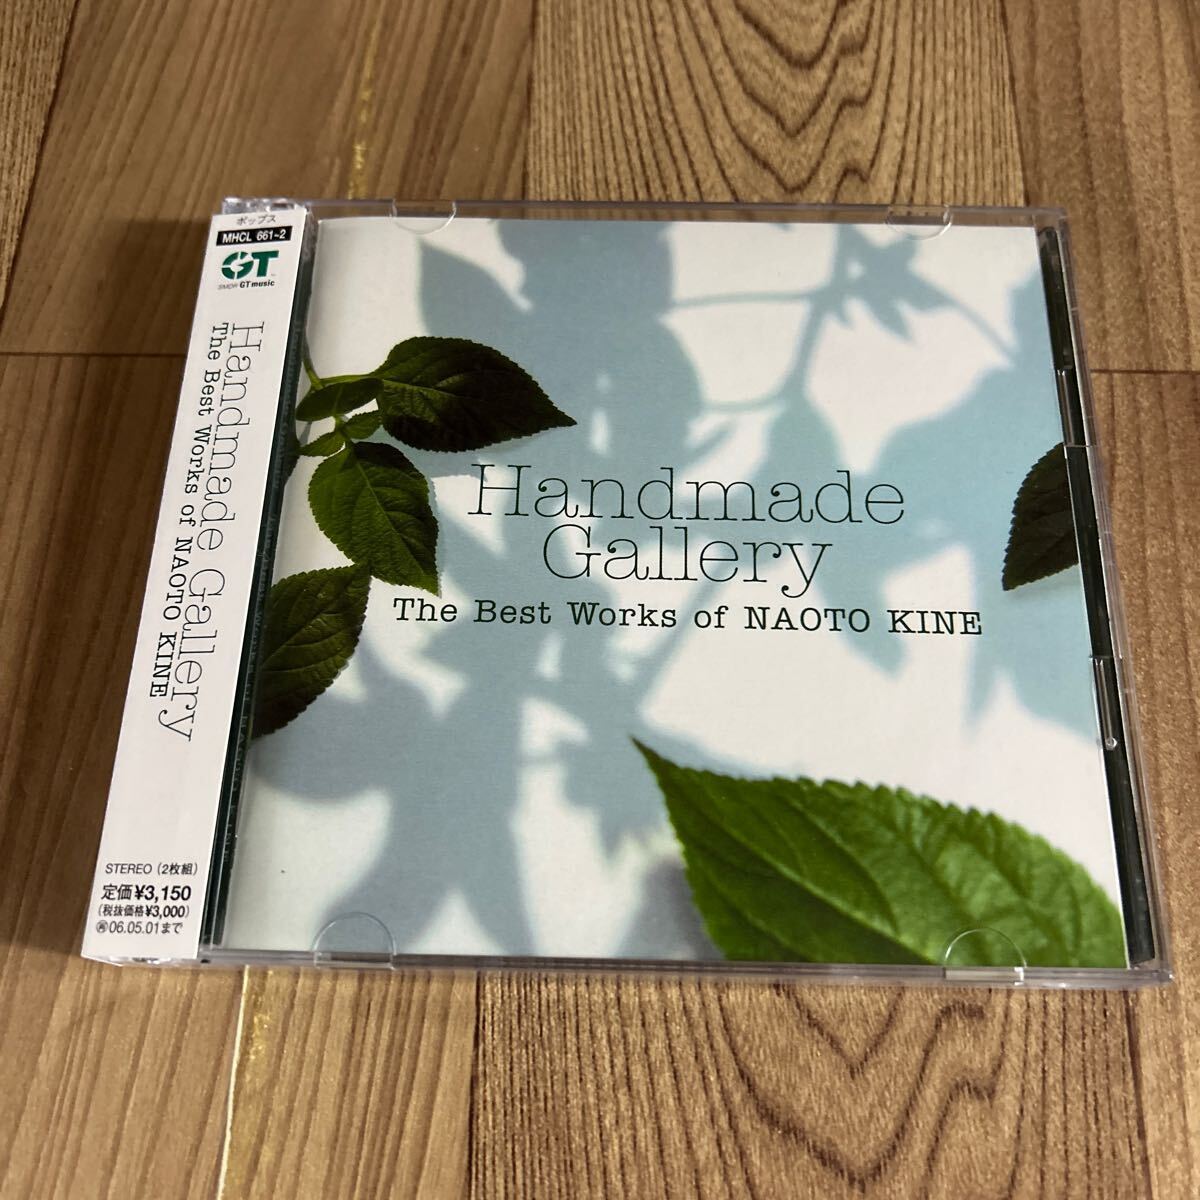 ポップス
MHCL 661~2
GT
SMDR GT music
Handmade Gallery
The Best Works of NAOTO KINE
STEREO (2枚組)
定価¥3,150
(税抜価格¥3,000)
06.05.01まで
Handmade
Gallery
The Best Works of NAOTO KINE